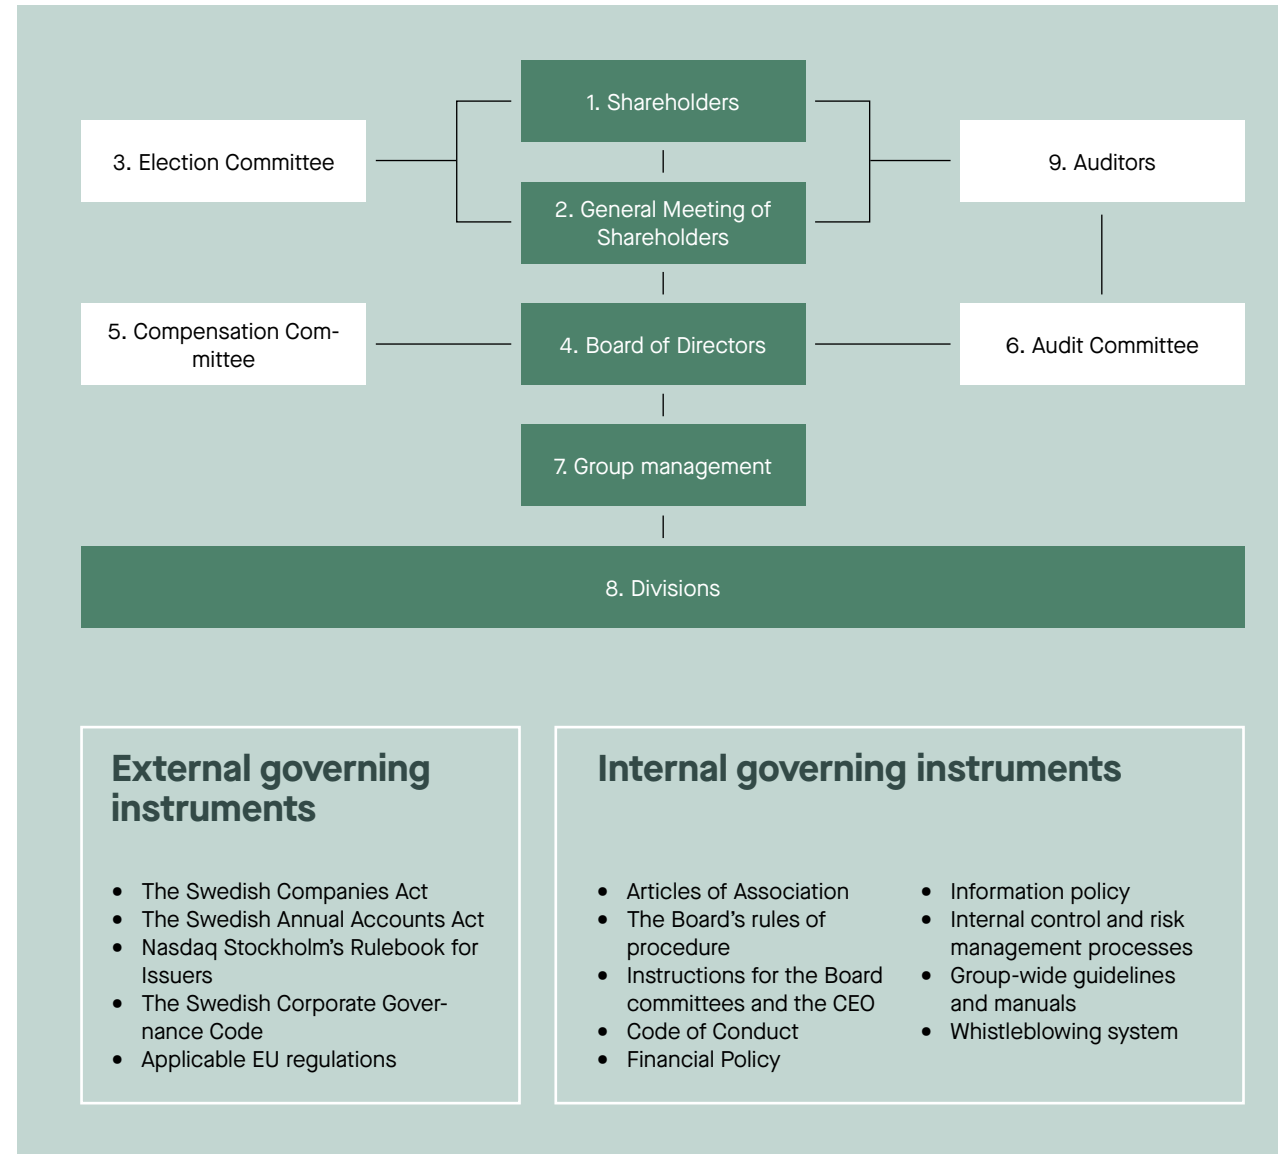 1. Shareholders
3. Election Committee
9. Auditors
2. General Meeting of
Shareholders
5. Compensation Com-
mittee
4. Board of Directors
6. Audit Committee
7. Group management
8. Divisions
External governing
instruments
• The Swedish Companies Act
• The Swedish Annual Accounts Act
• Nasdaq Stockholm’s Rulebook for
Issuers
• The Swedish Corporate Gover-
nance Code
• Applicable EU regulations
Internal governing instruments
• Articles of Association
• The Board’s rules of
procedure
• Instructions for the Board
committees and the CEO
• Code of Conduct
• Financial Policy
• Information policy
• Internal control and risk
management processes
• Group-wide guidelines
and manuals
• Whistleblowing system